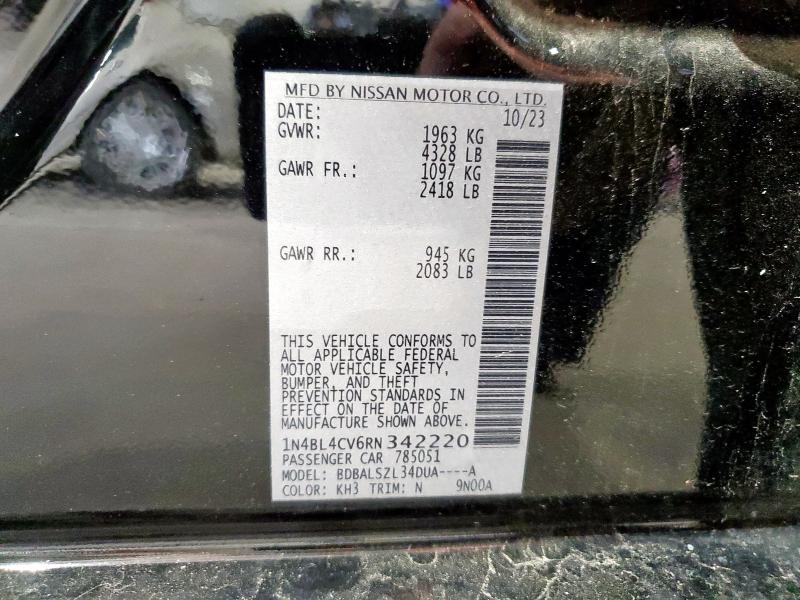 MFD BY NISSAN MOTOR CO., LTD.
DATE: 10/23
GVWR: 1963 KG
4328 LB
GAWR FR.: 1097 KG
2418 LB
GAWR RR.: 945 KG
2083 LB
THIS VEHICLE CONFORMS TO
ALL APPLICABLE FEDERAL
MOTOR VEHICLE SAFETY,
BUMPER, AND THEFT
PREVENTION STANDARDS IN
EFFECT ON THE DATE OF
MANUFACTURE SHOWN ABOVE.
1N4BL4CV6RN342220
PASSENGER CAR 785051
MODEL: BDBALSZL34DUA----A
COLOR: KH3 TRIM: N 9N00A